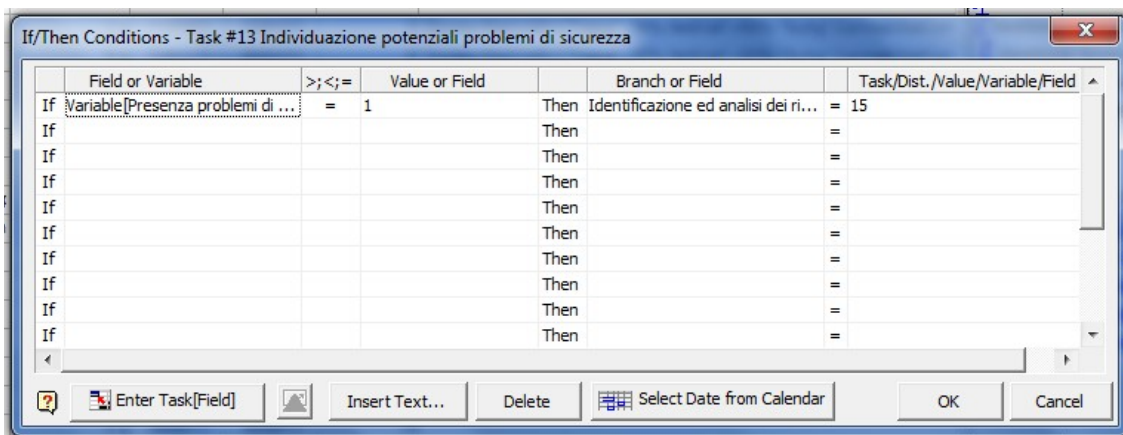 If/Then Conditions - Task #13 Individuazione potenziali problemi di sicurezza
Field or Variable >;<;= Value or Field Branch or Field Task/Dist./Value/Variable/Field
If Variable[Presenza problemi di ... = 1 Then Identificazione ed analisi dei ri... = 15
If Then =
If Then =
If Then =
If Then =
If Then =
If Then =
If Then =
If Then =
If Then =
Enter Task[Field] Insert Text... Delete Select Date from Calendar OK Cancel